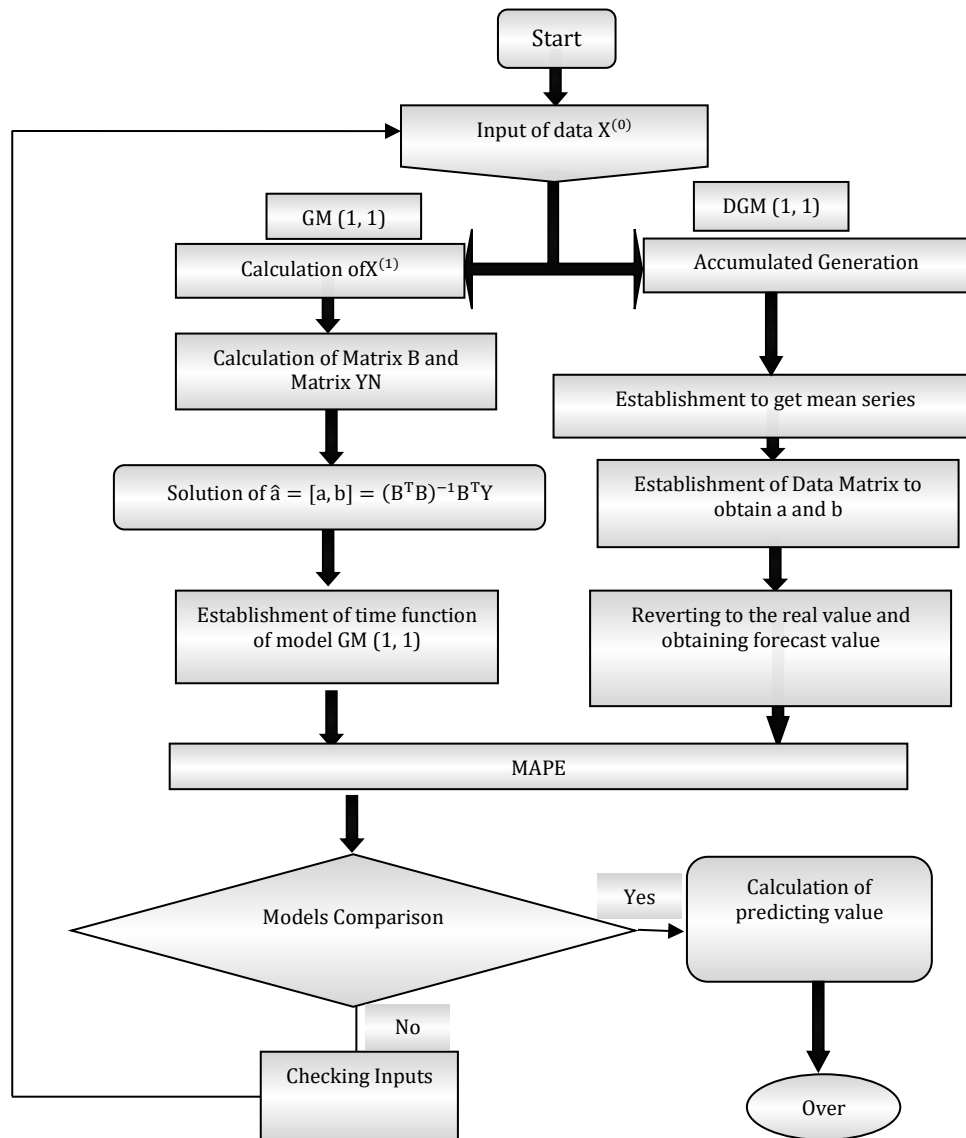 Start
Input of data X⁽⁰⁾
GM (1, 1)
DGM (1, 1)
Calculation ofX⁽¹⁾
Accumulated Generation
Calculation of Matrix B and
Matrix YN
Establishment to get mean series
Solution of â = [a, b] = (BᵀB)⁻¹BᵀY
Establishment of Data Matrix to
obtain a and b
Establishment of time function
of model GM (1, 1)
Reverting to the real value and
obtaining forecast value
MAPE
Models Comparison
Yes
Calculation of
predicting value
No
Checking Inputs
Over